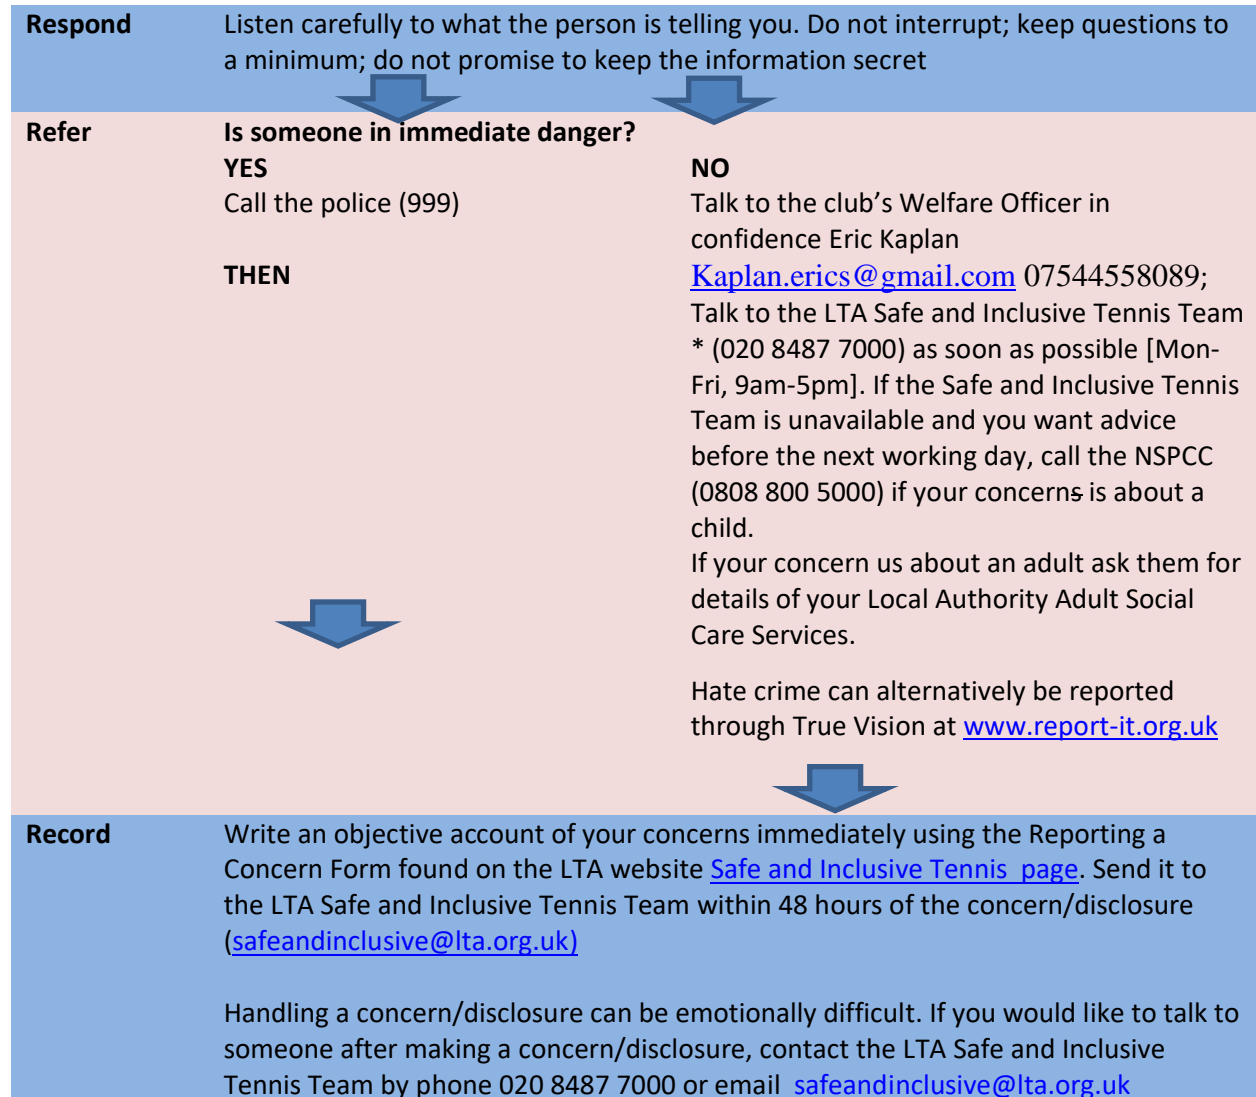 Respond
Listen carefully to what the person is telling you. Do not interrupt; keep questions to
a minimum; do not promise to keep the information secret
Refer
Is someone in immediate danger?
YES
Call the police (999)
THEN
NO
Talk to the club's Welfare Officer in
confidence Eric Kaplan
Kaplan.erics@gmail.com 07544558089;
Talk to the LTA Safe and Inclusive Tennis Team
* (020 8487 7000) as soon as possible [Mon-
Fri, 9am-5pm]. If the Safe and Inclusive Tennis
Team is unavailable and you want advice
before the next working day, call the NSPCC
(0808 800 5000) if your concerns is about a
child.
If your concern us about an adult ask them for
details of your Local Authority Adult Social
Care Services.
Hate crime can alternatively be reported
through True Vision at www.report-it.org.uk
Record
Write an objective account of your concerns immediately using the Reporting a
Concern Form found on the LTA website Safe and Inclusive Tennis  page. Send it to
the LTA Safe and Inclusive Tennis Team within 48 hours of the concern/disclosure
(safeandinclusive@lta.org.uk)
Handling a concern/disclosure can be emotionally difficult. If you would like to talk to
someone after making a concern/disclosure, contact the LTA Safe and Inclusive
Tennis Team by phone 020 8487 7000 or email  safeandinclusive@lta.org.uk